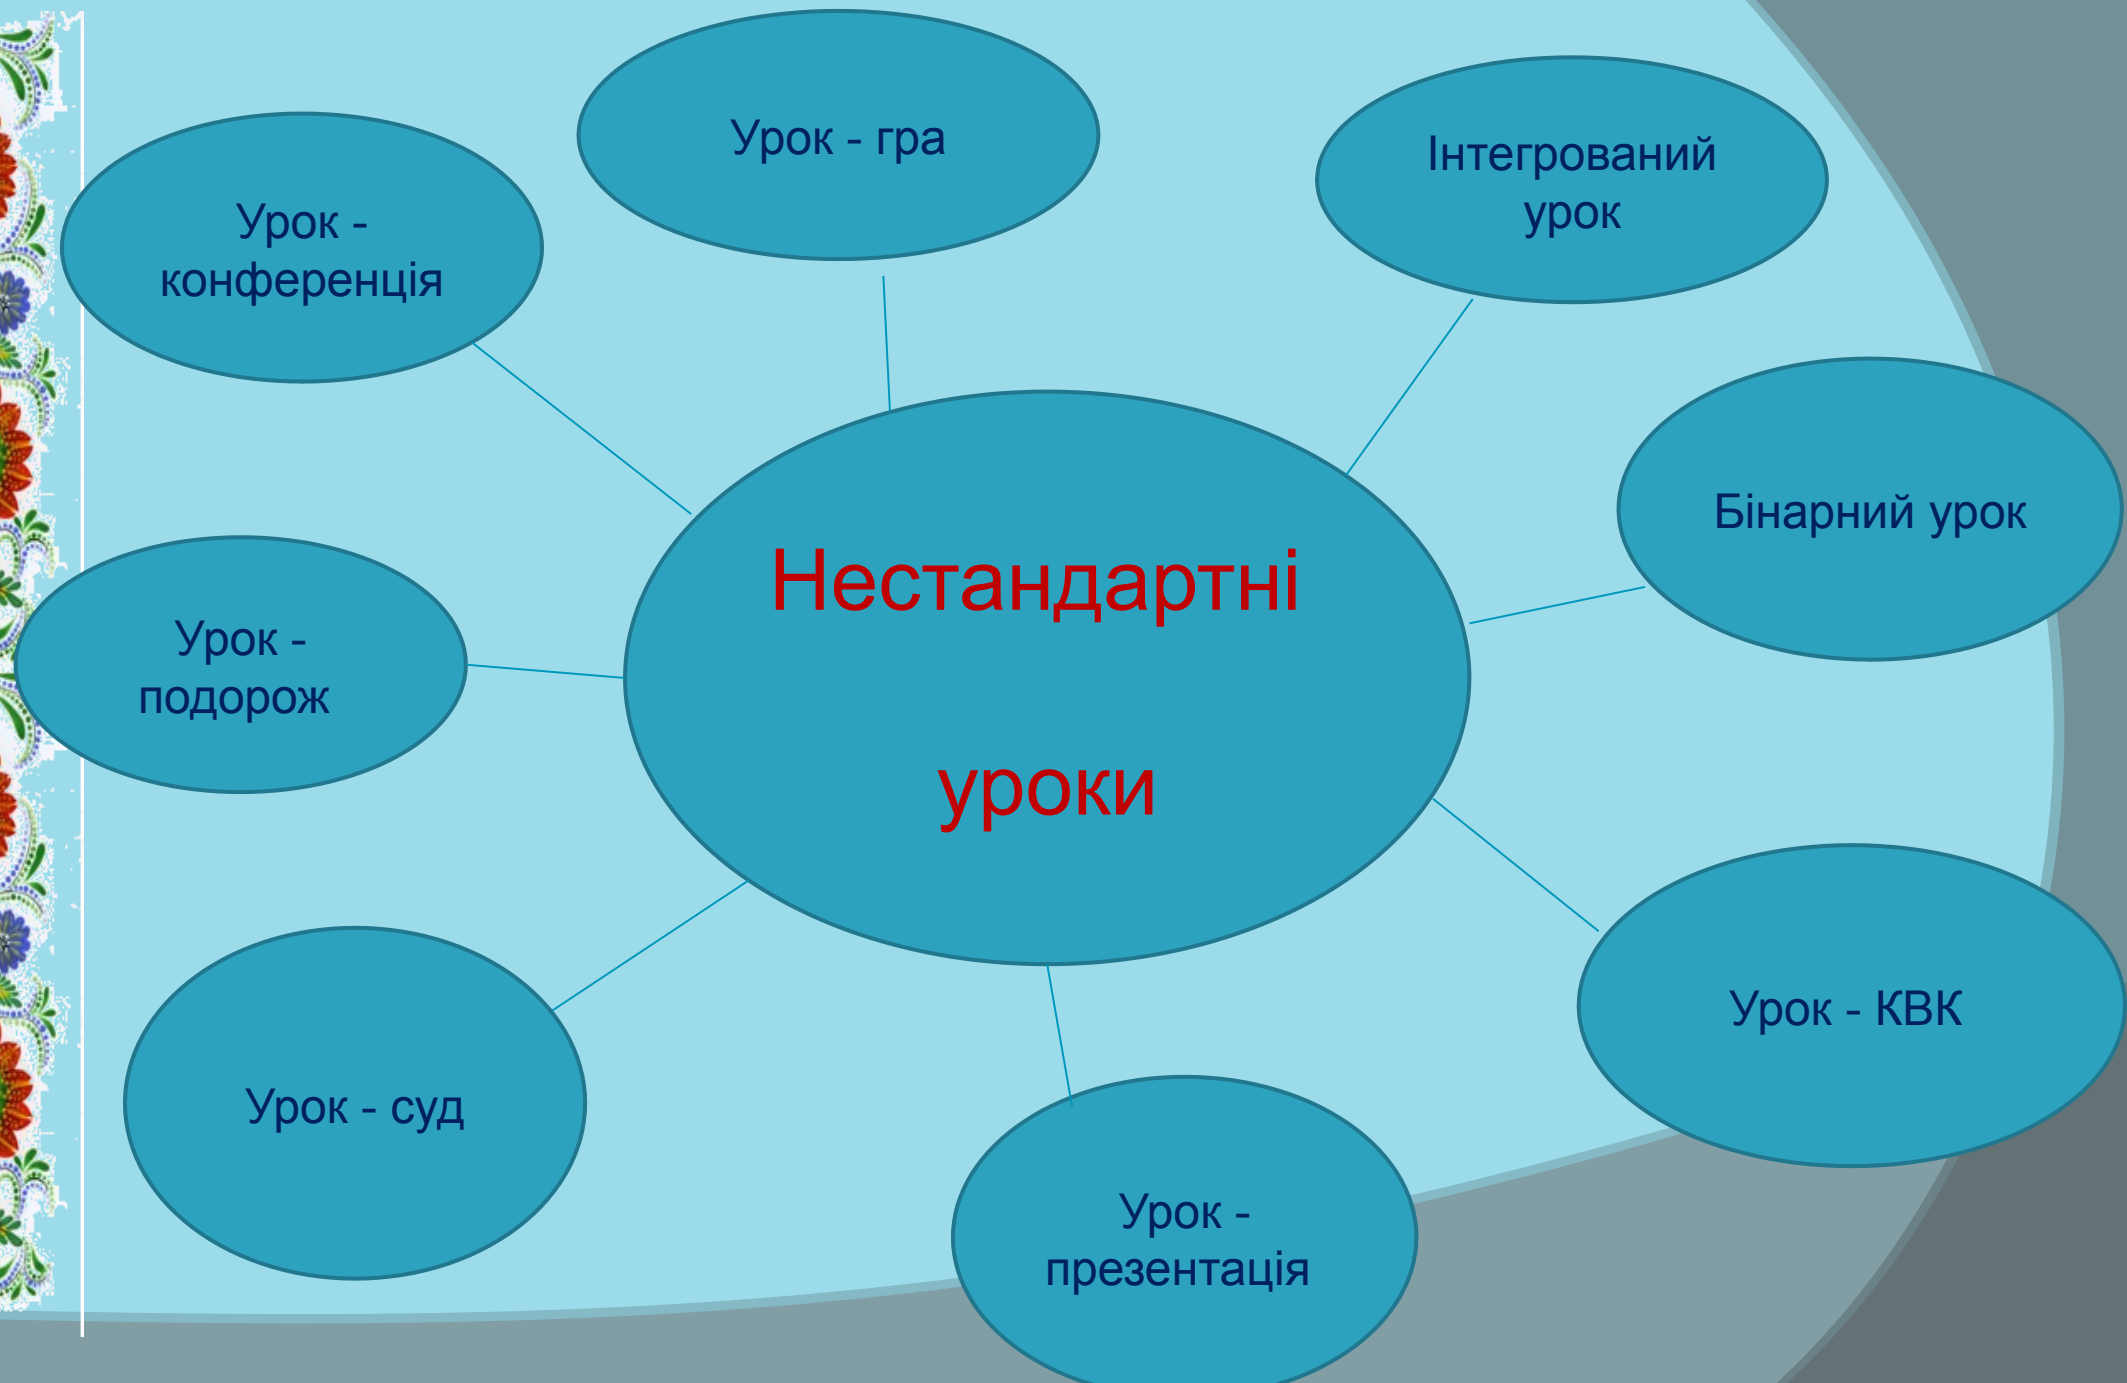 Урок - гра
Інтегрований
урок
Урок -
конференція
Бінарний урок
Нестандартні
уроки
Урок -
подорож
Урок - КВК
Урок - суд
Урок -
презентація